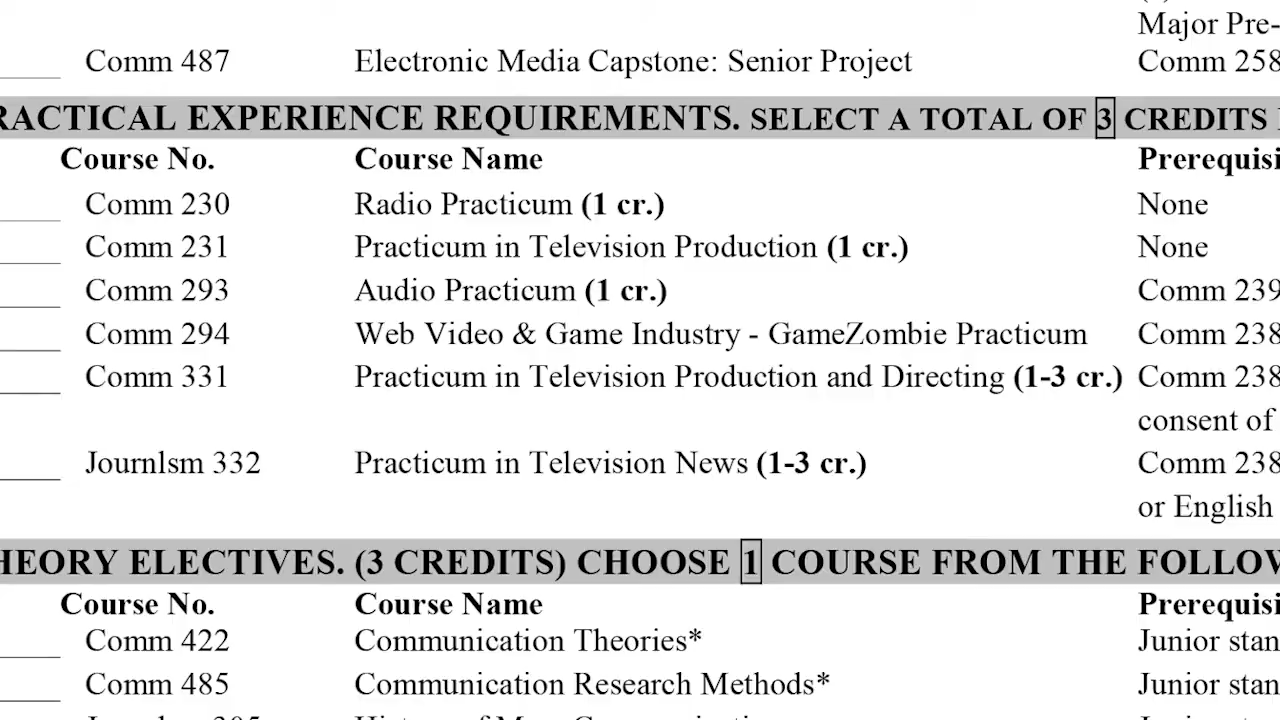 Major Pre-
Comm 487 Electronic Media Capstone: Senior Project Comm 258
RACTICAL EXPERIENCE REQUIREMENTS. SELECT A TOTAL OF 3 CREDITS
Course No. Course Name Prerequisi
Comm 230 Radio Practicum (1 cr.) None
Comm 231 Practicum in Television Production (1 cr.) None
Comm 293 Audio Practicum (1 cr.) Comm 239
Comm 294 Web Video & Game Industry - GameZombie Practicum Comm 238
Comm 331 Practicum in Television Production and Directing (1-3 cr.) Comm 238
consent of
Journlsm 332 Practicum in Television News (1-3 cr.) Comm 238
or English
HEORY ELECTIVES. (3 CREDITS) CHOOSE 1 COURSE FROM THE FOLLOW
Course No. Course Name Prerequisi
Comm 422 Communication Theories* Junior stan
Comm 485 Communication Research Methods* Junior stan